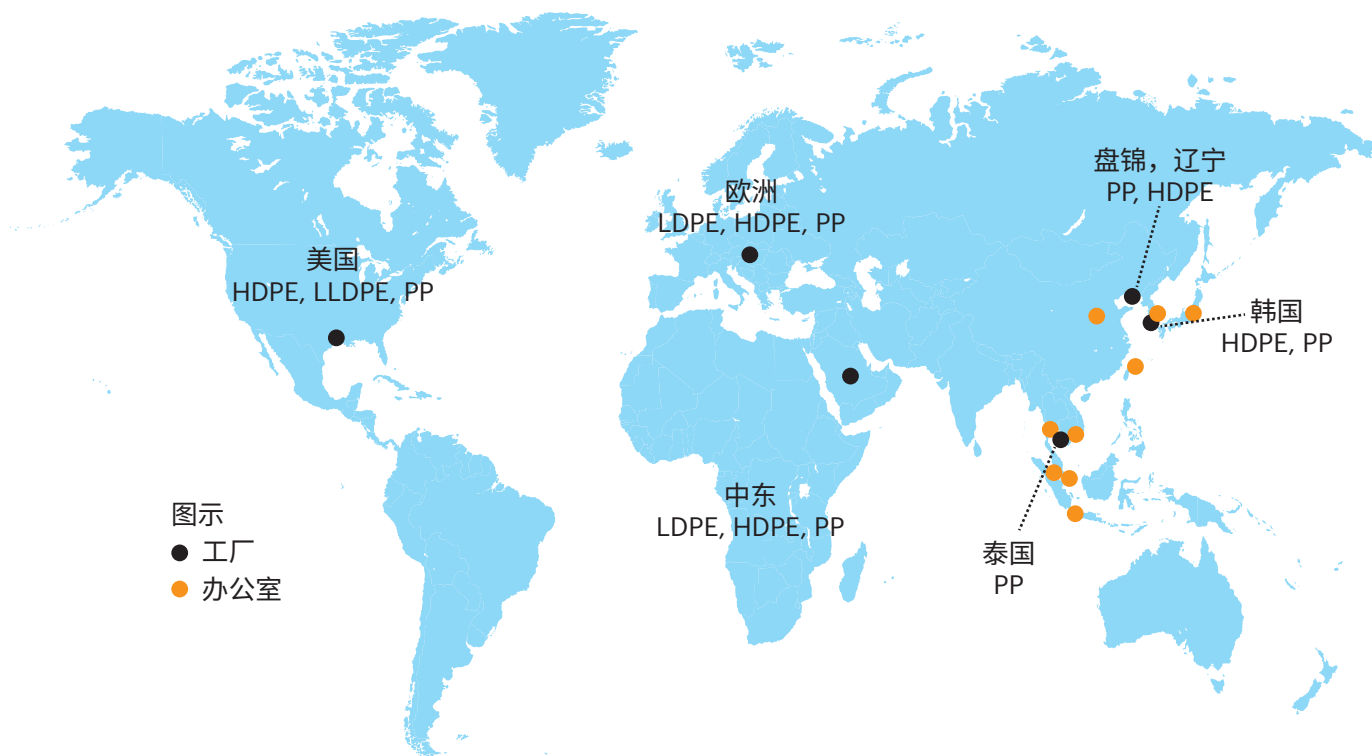 盘锦，辽宁
PP, HDPE
欧洲
LDPE, HDPE, PP
美国
HDPE, LLDPE, PP
韩国
HDPE, PP
中东
LDPE, HDPE, PP
图示
工厂
办公室
泰国
PP